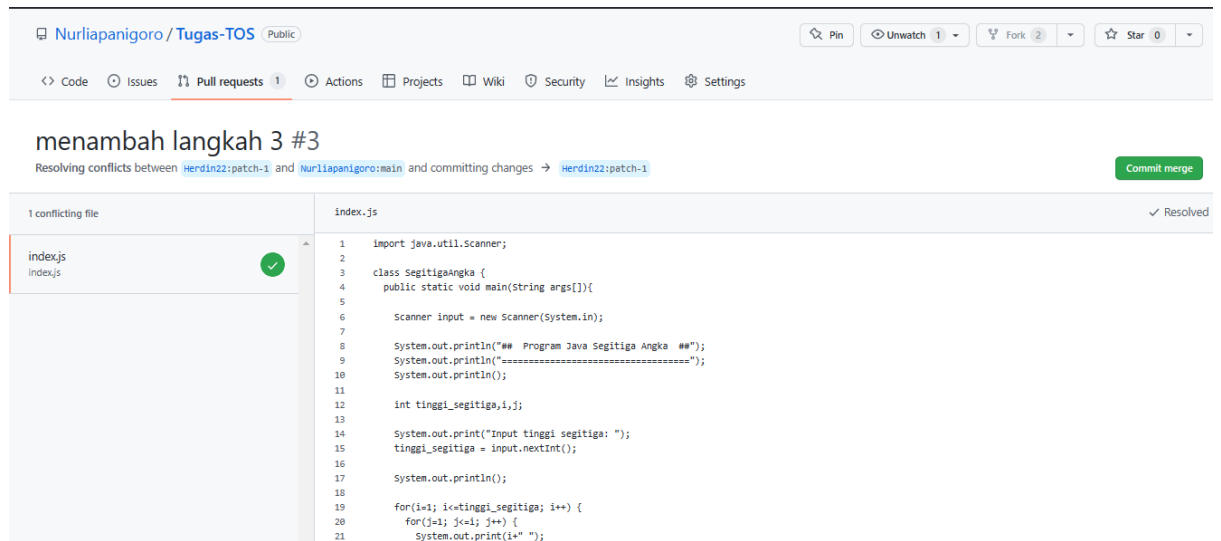 Nurliapanigoro / Tugas-TOS Public
Pin Unwatch 1 Fork 2 Star 0
<> Code Issues Pull requests 1 Actions Projects Wiki Security Insights Settings
menambah langkah 3 #3
Resolving conflicts between Herdin22:patch-1 and Nurliapanigoro:main and committing changes → Herdin22:patch-1
Commit merge
1 conflicting file
index.js
index.js
index.js
Resolved
1 import java.util.Scanner;
2
3 class SegitigaAngka {
4 public static void main(String args[]){
5
6 Scanner input = new Scanner(System.in);
7
8 System.out.println("##  Program Java Segitiga Angka  ##");
9 System.out.println("===================================");
10 System.out.println();
11
12 int tinggi_segitiga,i,j;
13
14 System.out.print("Input tinggi segitiga: ");
15 tinggi_segitiga = input.nextInt();
16
17 System.out.println();
18
19 for(i=1; i<=tinggi_segitiga; i++) {
20 for(j=1; j<=i; j++) {
21 System.out.print(i+" ");